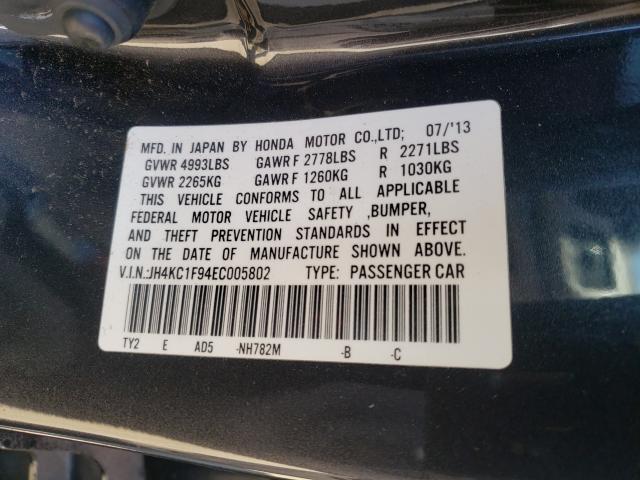 MFD. IN JAPAN BY HONDA MOTOR CO.,LTD; 07/'13
GVWR 4993LBS GAWR F 2778LBS R 2271LBS
GVWR 2265KG GAWR F 1260KG R 1030KG
THIS VEHICLE CONFORMS TO ALL APPLICABLE
FEDERAL MOTOR VEHICLE SAFETY ,BUMPER,
AND THEFT PREVENTION STANDARDS IN EFFECT
ON THE DATE OF MANUFACTURE SHOWN ABOVE.
V.I.N.:JH4KC1F94EC005802 TYPE: PASSENGER CAR
TY2 E AD5 -NH782M -B -C